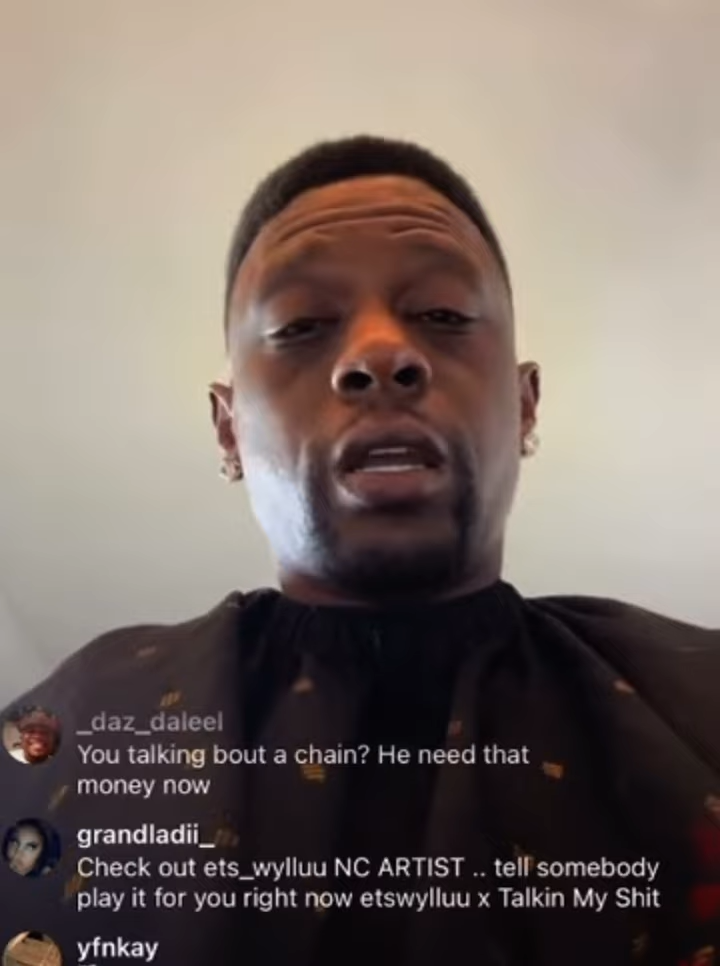 _daz_daleel
You talking bout a chain? He need that
money now
grandladii_
Check out ets_wylluu NC ARTIST .. tell somebody
play it for you right now etswylluu x Talkin My Shit
yfnkay